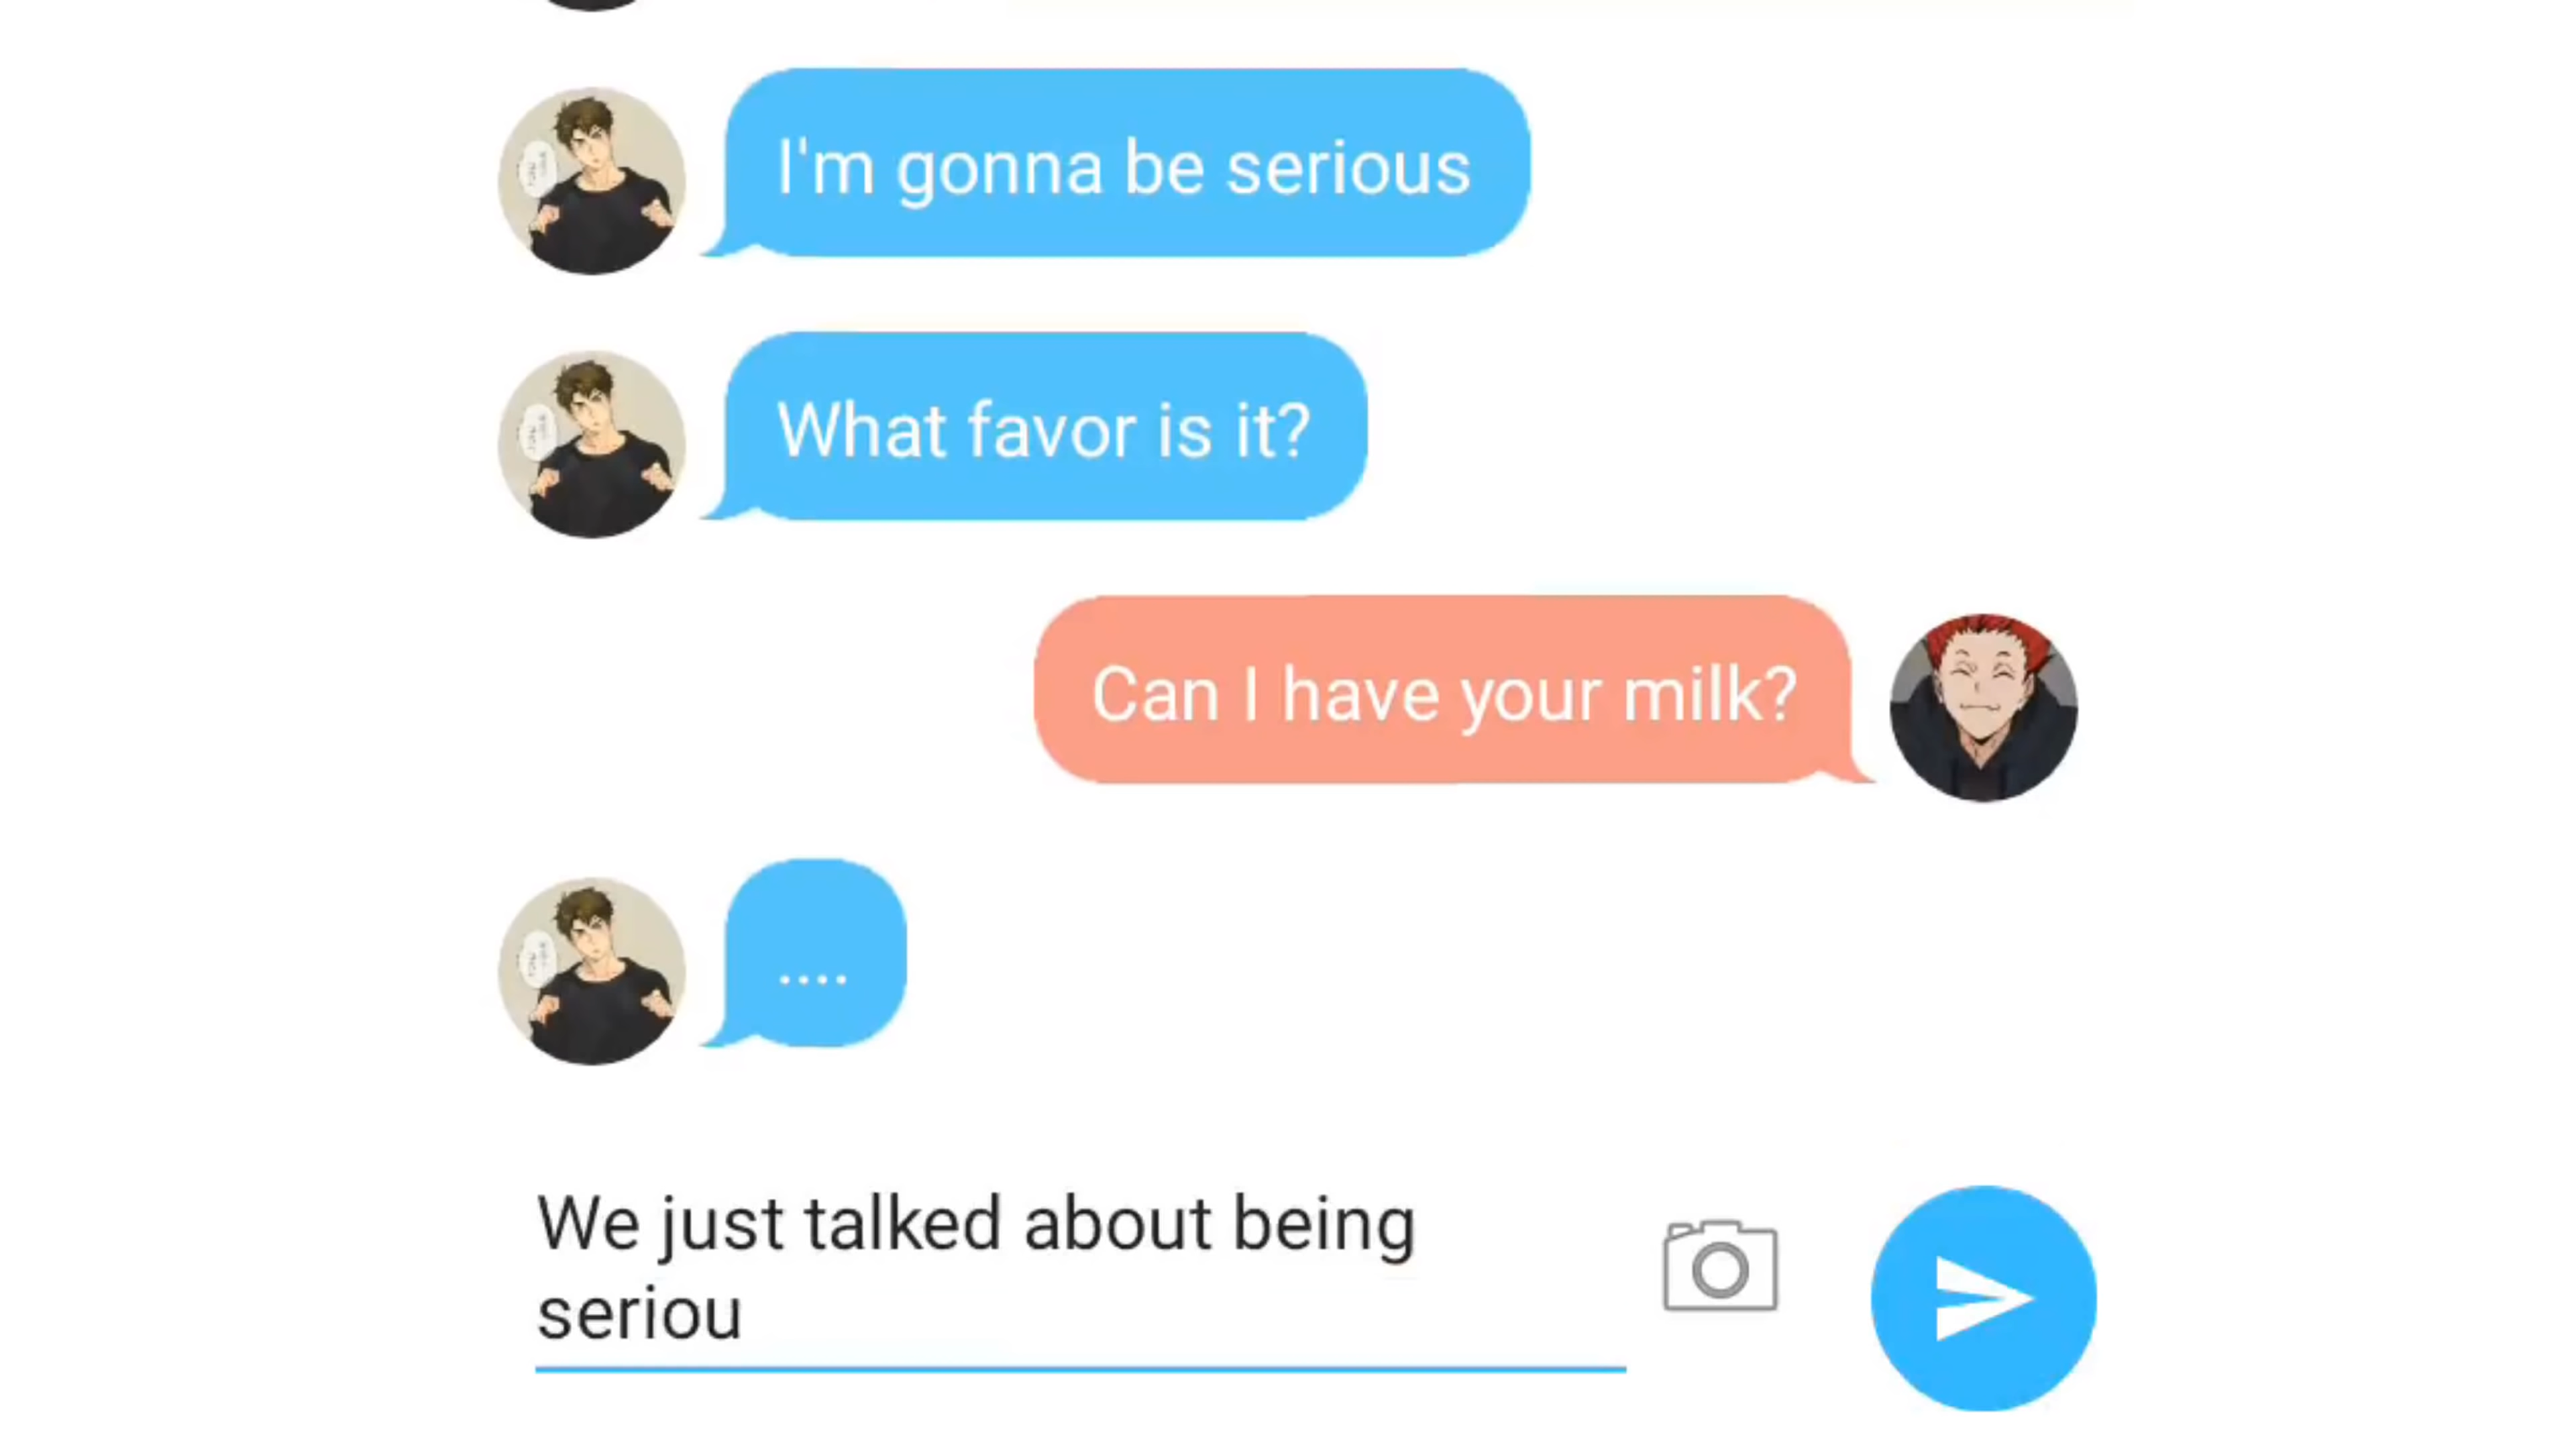 I'm gonna be serious
What favor is it?
Can I have your milk?
....
We just talked about being
seriou